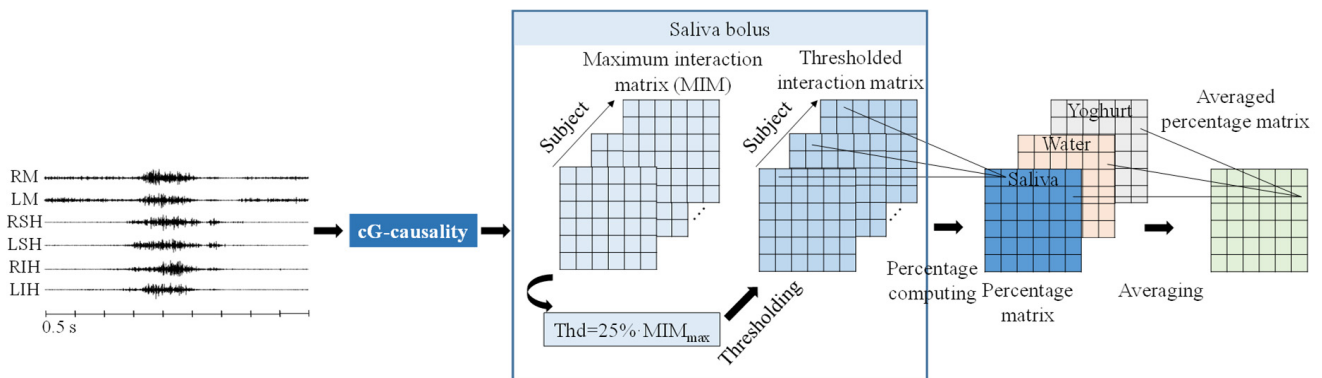 Saliva bolus
Maximum interaction
matrix (MIM)
Thresholded
interaction matrix
Subject
Subject
Yoghurt
Water
Saliva
Averaged
percentage matrix
RM
LM
RSH
LSH
RIH
LIH
0.5 s
cG-causality
...
...
Thd=25%·MIMmax
Thresholding
Percentage
computing
Percentage
matrix
Averaging